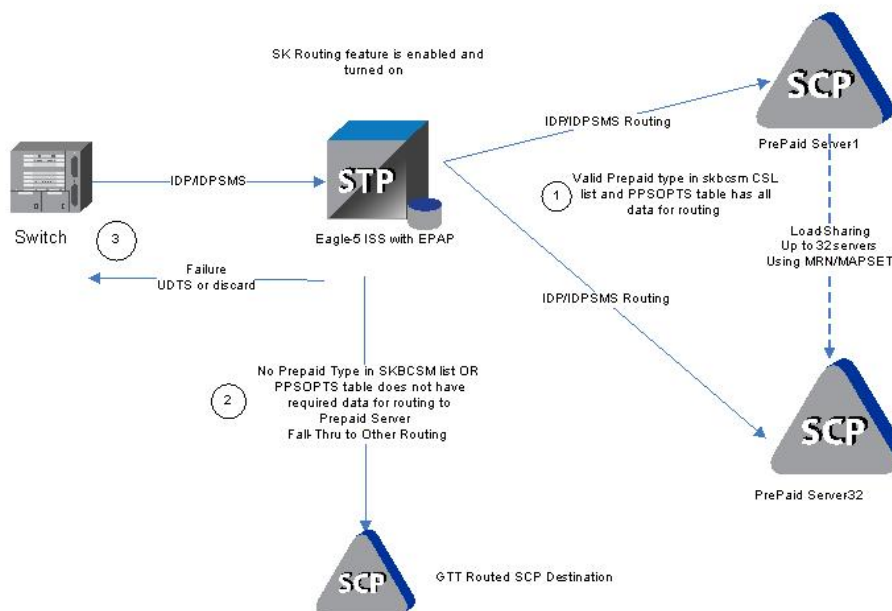 SK Routing feature is enabled and
turned on
SCP
IDP/IDPSMS Routing
PrePaid Server1
IDP/IDPSMS
STP
1
Valid Prepaid type in skbcsm CSL
list and PPSOPTS table has all
data for routing
Switch
3
Eagle-5 ISS with EPAP
Load-Sharing
Up to 32 servers
Using MRN/MAPSET
Failure
UDTS or discard
IDP/IDPSMS Routing
2
No Prepaid Type in SKBCSM list OR
PPSOPTS table does not have
required data for routing to
Prepaid Server
Fall-Thru to Other Routing
SCP
PrePaid Server32
SCP
GTT Routed SCP Destination